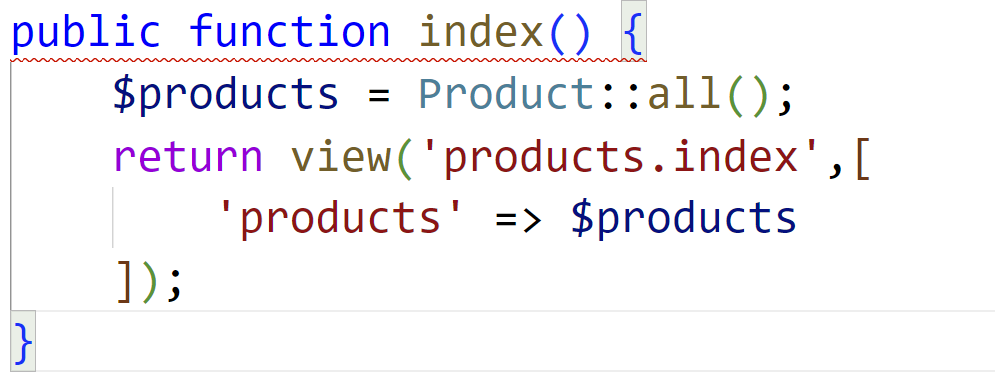 public function index() {
    $products = Product::all();
    return view('products.index',[
        'products' => $products
    ]);
}